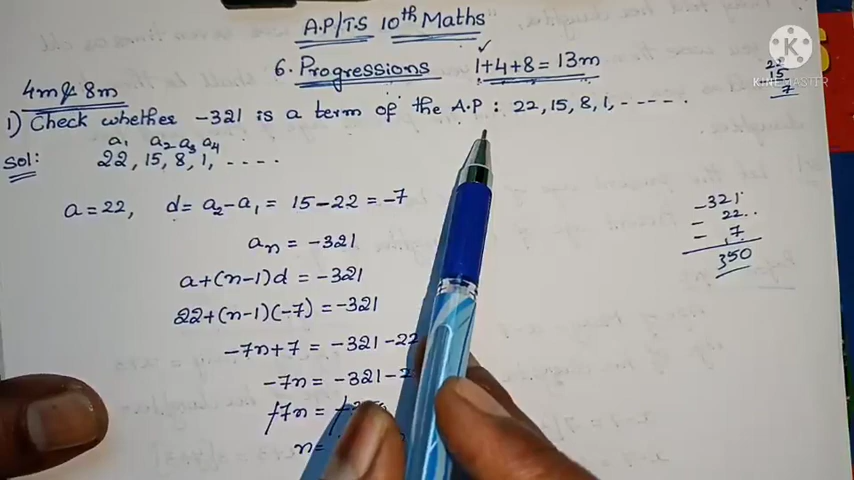 A.P/T.S 10th Maths
6. Progressions 1+4+8=13m
4m & 8m
1) Check whether -321 is a term of the A.P : 22, 15, 8, 1, -----.
a1 a2 a3 a4
Sol: 22, 15, 8, 1, ----.
a = 22, d = a2-a1 = 15-22 = -7
an = -321
a+(n-1)d = -321
22+(n-1)(-7) = -321
-7n+7 = -321-22
-7n = -321-2
-7n =
n=
22
15
7
-321
22
- 7
350
KINEMASTER